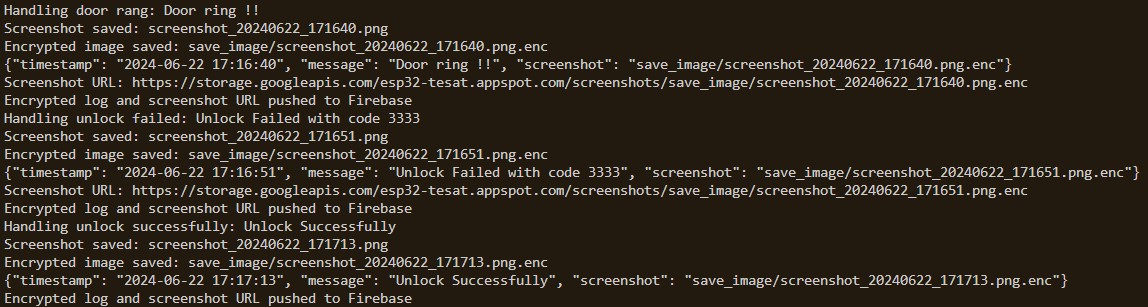 Handling door rang: Door ring !!
Screenshot saved: screenshot_20240622_171640.png
Encrypted image saved: save_image/screenshot_20240622_171640.png.enc
{"timestamp": "2024-06-22 17:16:40", "message": "Door ring !!", "screenshot": "save_image/screenshot_20240622_171640.png.enc"}
Screenshot URL: https://storage.googleapis.com/esp32-tesat.appspot.com/screenshots/save_image/screenshot_20240622_171640.png.enc
Encrypted log and screenshot URL pushed to Firebase
Handling unlock failed: Unlock Failed with code 3333
Screenshot saved: screenshot_20240622_171651.png
Encrypted image saved: save_image/screenshot_20240622_171651.png.enc
{"timestamp": "2024-06-22 17:16:51", "message": "Unlock Failed with code 3333", "screenshot": "save_image/screenshot_20240622_171651.png.enc"}
Screenshot URL: https://storage.googleapis.com/esp32-tesat.appspot.com/screenshots/save_image/screenshot_20240622_171651.png.enc
Encrypted log and screenshot URL pushed to Firebase
Handling unlock successfully: Unlock Successfully
Screenshot saved: screenshot_20240622_171713.png
Encrypted image saved: save_image/screenshot_20240622_171713.png.enc
{"timestamp": "2024-06-22 17:17:13", "message": "Unlock Successfully", "screenshot": "save_image/screenshot_20240622_171713.png.enc"}
Encrypted log and screenshot URL pushed to Firebase